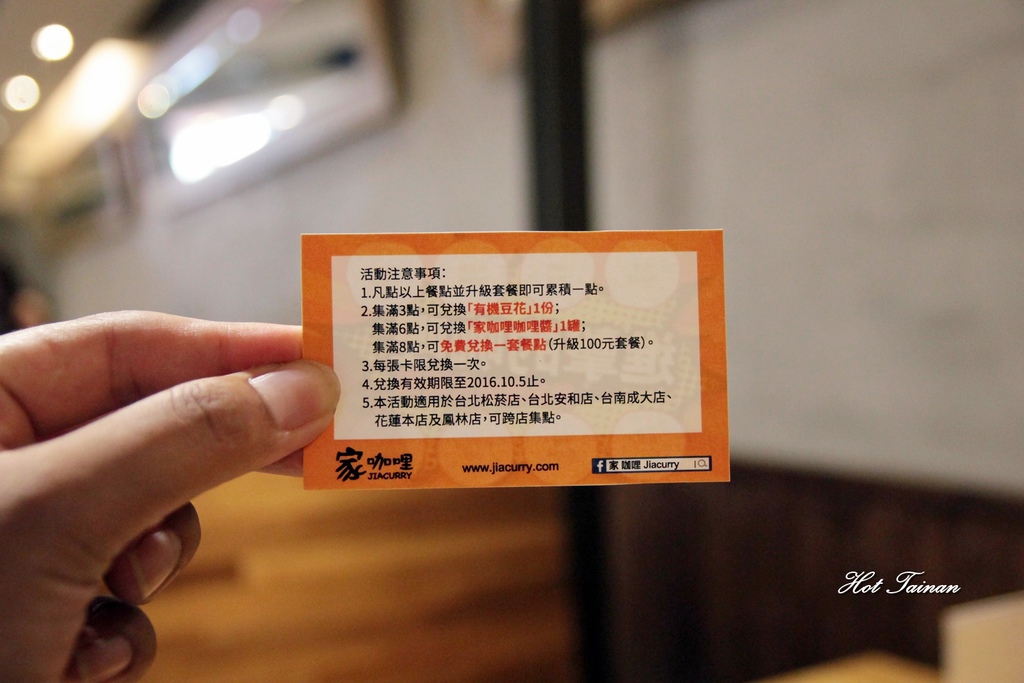 活動注意事項：
1.凡點以上餐點並升級套餐即可累積一點。
2.集滿3點，可兌換「有機豆花」1份；
集滿6點，可兌換「家咖哩咖哩醬」1罐；
集滿8點，可免費兌換一套餐點(升級100元套餐)。
3.每張卡限兌換一次。
4.兌換有效期限至2016.10.5止。
5.本活動適用於台北松菸店、台北安和店、台南成大店、
花蓮本店及鳳林店，可跨店集點。
家咖哩 JIACURRY
www.jiacurry.com
f 家 咖哩 Jiacurry
Hot Tainan